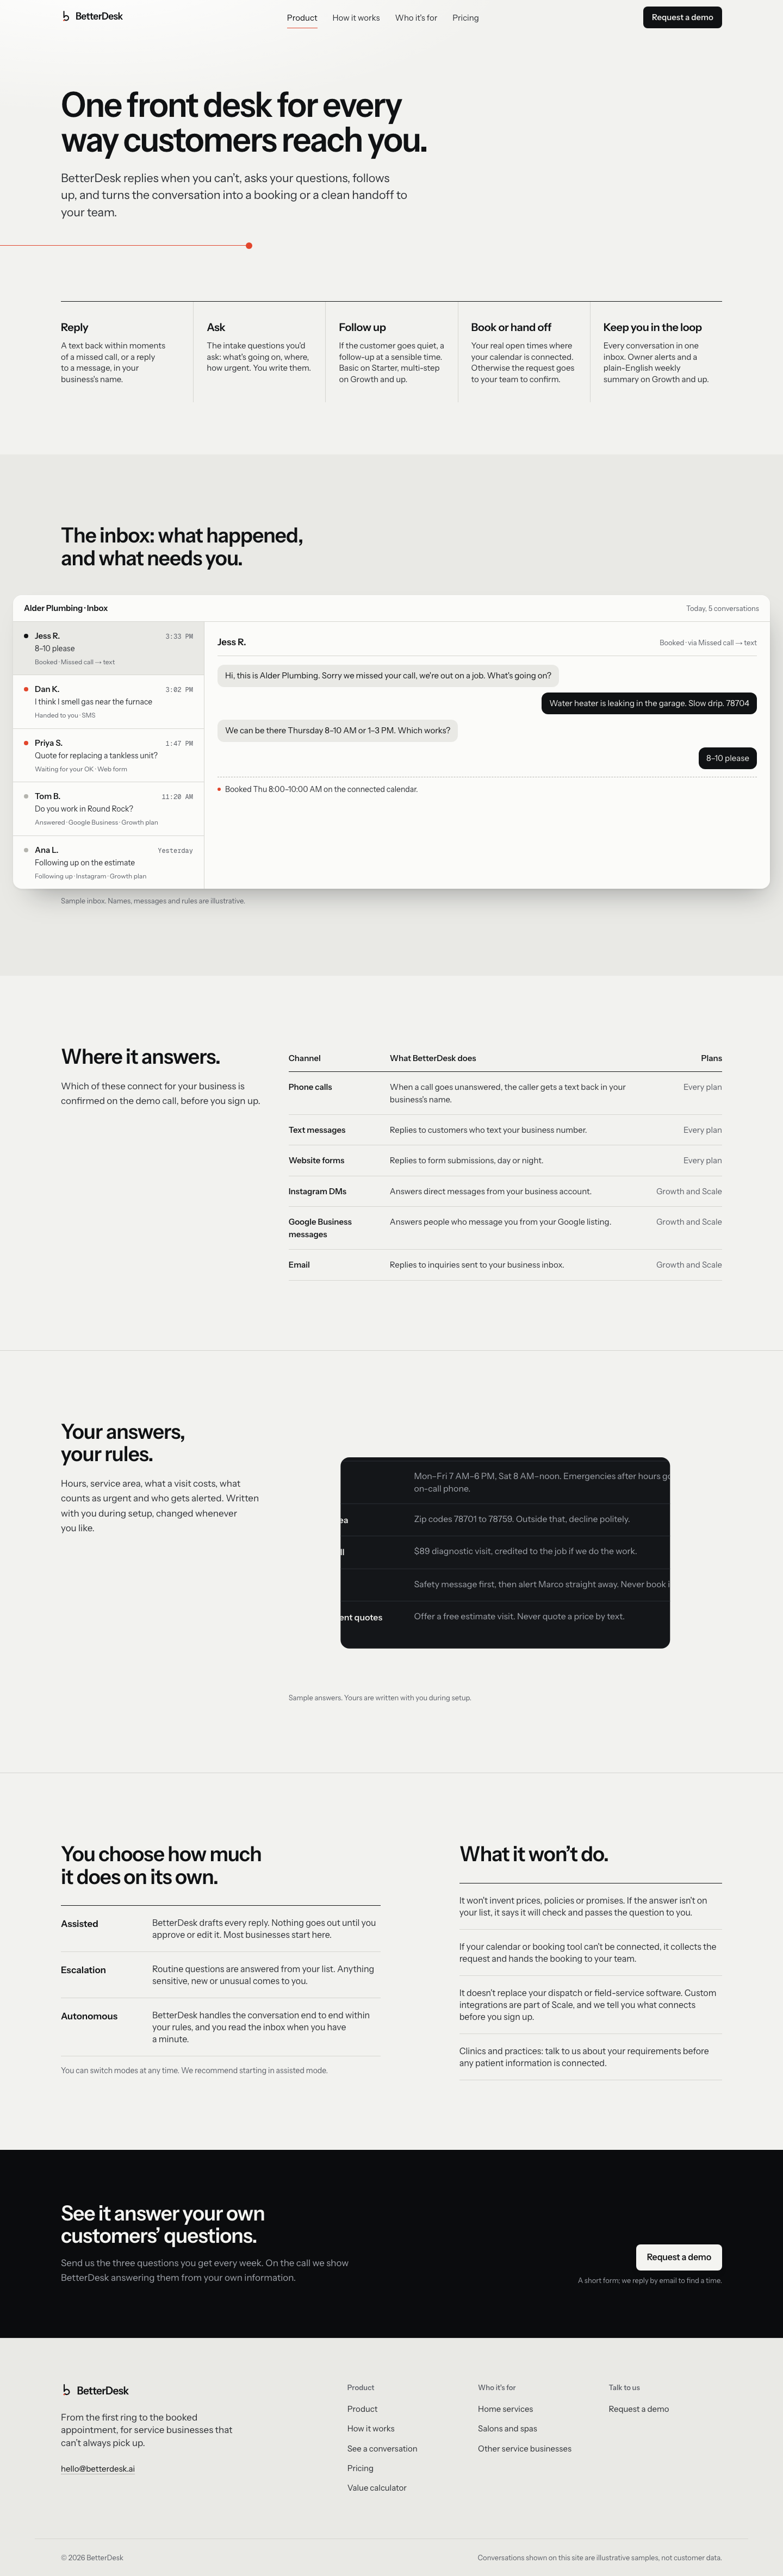 BetterDesk
Product
How it works
Who it's for
Pricing
Request a demo
One front desk for every
way customers reach you.
BetterDesk replies when you can’t, asks your questions, follows
up, and turns the conversation into a booking or a clean handoff to
your team.
Reply
A text back within moments
of a missed call, or a reply
to a message, in your
business's name.
Ask
The intake questions you'd
ask: what's going on, where,
how urgent. You write them.
Follow up
If the customer goes quiet, a
follow-up at a sensible time.
Basic on Starter, multi-step
on Growth and up.
Book or hand off
Your real open times where
your calendar is connected.
Otherwise the request goes
to your team to confirm.
Keep you in the loop
Every conversation in one
inbox. Owner alerts and a
plain-English weekly
summary on Growth and up.
The inbox: what happened,
and what needs you.
Alder Plumbing · Inbox
Today, 5 conversations
Jess R.
3:33 PM
8–10 please
Booked · Missed call → text
Dan K.
3:02 PM
I think I smell gas near the furnace
Handed to you · SMS
Priya S.
1:47 PM
Quote for replacing a tankless unit?
Waiting for your OK · Web form
Tom B.
11:20 AM
Do you work in Round Rock?
Answered · Google Business · Growth plan
Ana L.
Yesterday
Following up on the estimate
Following up · Instagram · Growth plan
Jess R.
Booked · via Missed call → text
Hi, this is Alder Plumbing. Sorry we missed your call, we're out on a job. What's going on?
Water heater is leaking in the garage. Slow drip. 78704
We can be there Thursday 8–10 AM or 1–3 PM. Which works?
8–10 please
Booked Thu 8:00–10:00 AM on the connected calendar.
Sample inbox. Names, messages and rules are illustrative.
Where it answers.
Which of these connect for your business is
confirmed on the demo call, before you sign up.
Channel
What BetterDesk does
Plans
Phone calls
When a call goes unanswered, the caller gets a text back in your
business's name.
Every plan
Text messages
Replies to customers who text your business number.
Every plan
Website forms
Replies to form submissions, day or night.
Every plan
Instagram DMs
Answers direct messages from your business account.
Growth and Scale
Google Business
messages
Answers people who message you from your Google listing.
Growth and Scale
Email
Replies to inquiries sent to your business inbox.
Growth and Scale
Your answers,
your rules.
Hours, service area, what a visit costs, what
counts as urgent and who gets alerted. Written
with you during setup, changed whenever
you like.
Mon–Fri 7 AM–6 PM, Sat 8 AM–noon. Emergencies after hours go
on-call phone.
ea
Zip codes 78701 to 78759. Outside that, decline politely.
ll
$89 diagnostic visit, credited to the job if we do the work.
Safety message first, then alert Marco straight away. Never book i
ent quotes
Offer a free estimate visit. Never quote a price by text.
Sample answers. Yours are written with you during setup.
You choose how much
it does on its own.
Assisted
BetterDesk drafts every reply. Nothing goes out until you
approve or edit it. Most businesses start here.
Escalation
Routine questions are answered from your list. Anything
sensitive, new or unusual comes to you.
Autonomous
BetterDesk handles the conversation end to end within
your rules, and you read the inbox when you have
a minute.
You can switch modes at any time. We recommend starting in assisted mode.
What it won’t do.
It won't invent prices, policies or promises. If the answer isn't on
your list, it says it will check and passes the question to you.
If your calendar or booking tool can't be connected, it collects the
request and hands the booking to your team.
It doesn't replace your dispatch or field-service software. Custom
integrations are part of Scale, and we tell you what connects
before you sign up.
Clinics and practices: talk to us about your requirements before
any patient information is connected.
See it answer your own
customers’ questions.
Send us the three questions you get every week. On the call we show
BetterDesk answering them from your own information.
Request a demo
A short form; we reply by email to find a time.
BetterDesk
From the first ring to the booked
appointment, for service businesses that
can't always pick up.
hello@betterdesk.ai
Product
Product
How it works
See a conversation
Pricing
Value calculator
Who it's for
Home services
Salons and spas
Other service businesses
Talk to us
Request a demo
© 2026 BetterDesk
Conversations shown on this site are illustrative samples, not customer data.